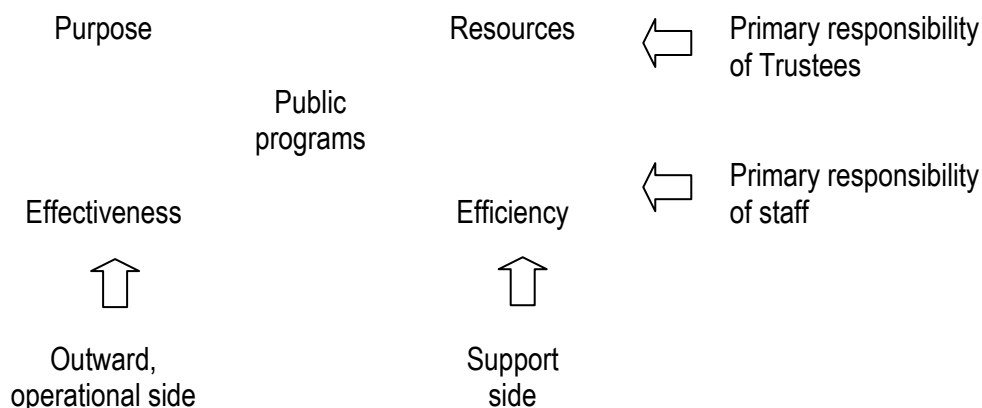 Purpose
Resources
Primary responsibility
of Trustees
Public
programs
Primary responsibility
of staff
Effectiveness
Efficiency
Outward,
operational side
Support
side